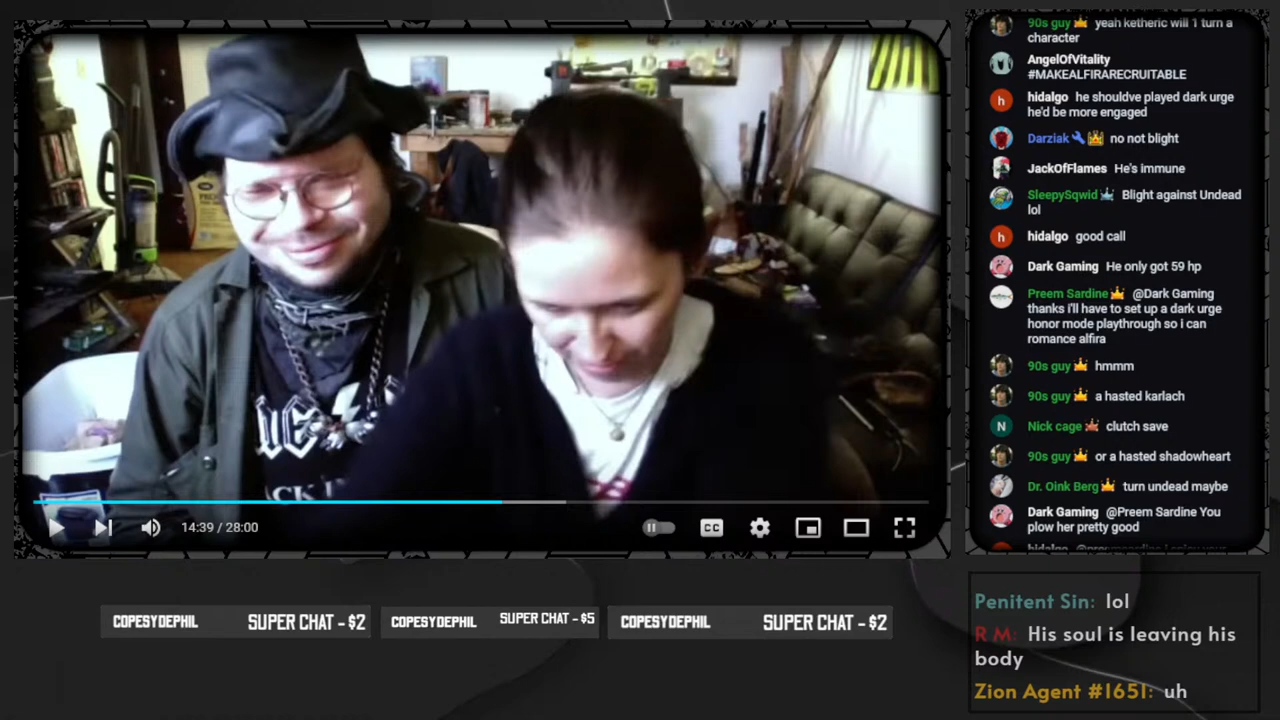 90s guy yeah ketheric will 1 turn a
character
AngelOfVitality
#MAKEALFIRARECRUITABLE
hidalgo he shouldve played dark urge
he'd be more engaged
Darziak no not blight
JackOfFlames He's immune
SleepySqwid Blight against Undead
lol
hidalgo good call
Dark Gaming He only got 59 hp
Preem Sardine @Dark Gaming
thanks i'll have to set up a dark urge
honor mode playthrough so i can
romance alfira
90s guy hmmm
90s guy a hasted karlach
N Nick cage clutch save
90s guy or a hasted shadowheart
Dr. Oink Berg turn undead maybe
Dark Gaming @Preem Sardine You
plow her pretty good
14:39 / 28:00
CC
COPESYDEPHIL SUPER CHAT - $2
COPESYDEPHIL SUPER CHAT - $5
COPESYDEPHIL SUPER CHAT - $2
Penitent Sin: lol
R M: His soul is leaving his
body
Zion Agent #1651: uh